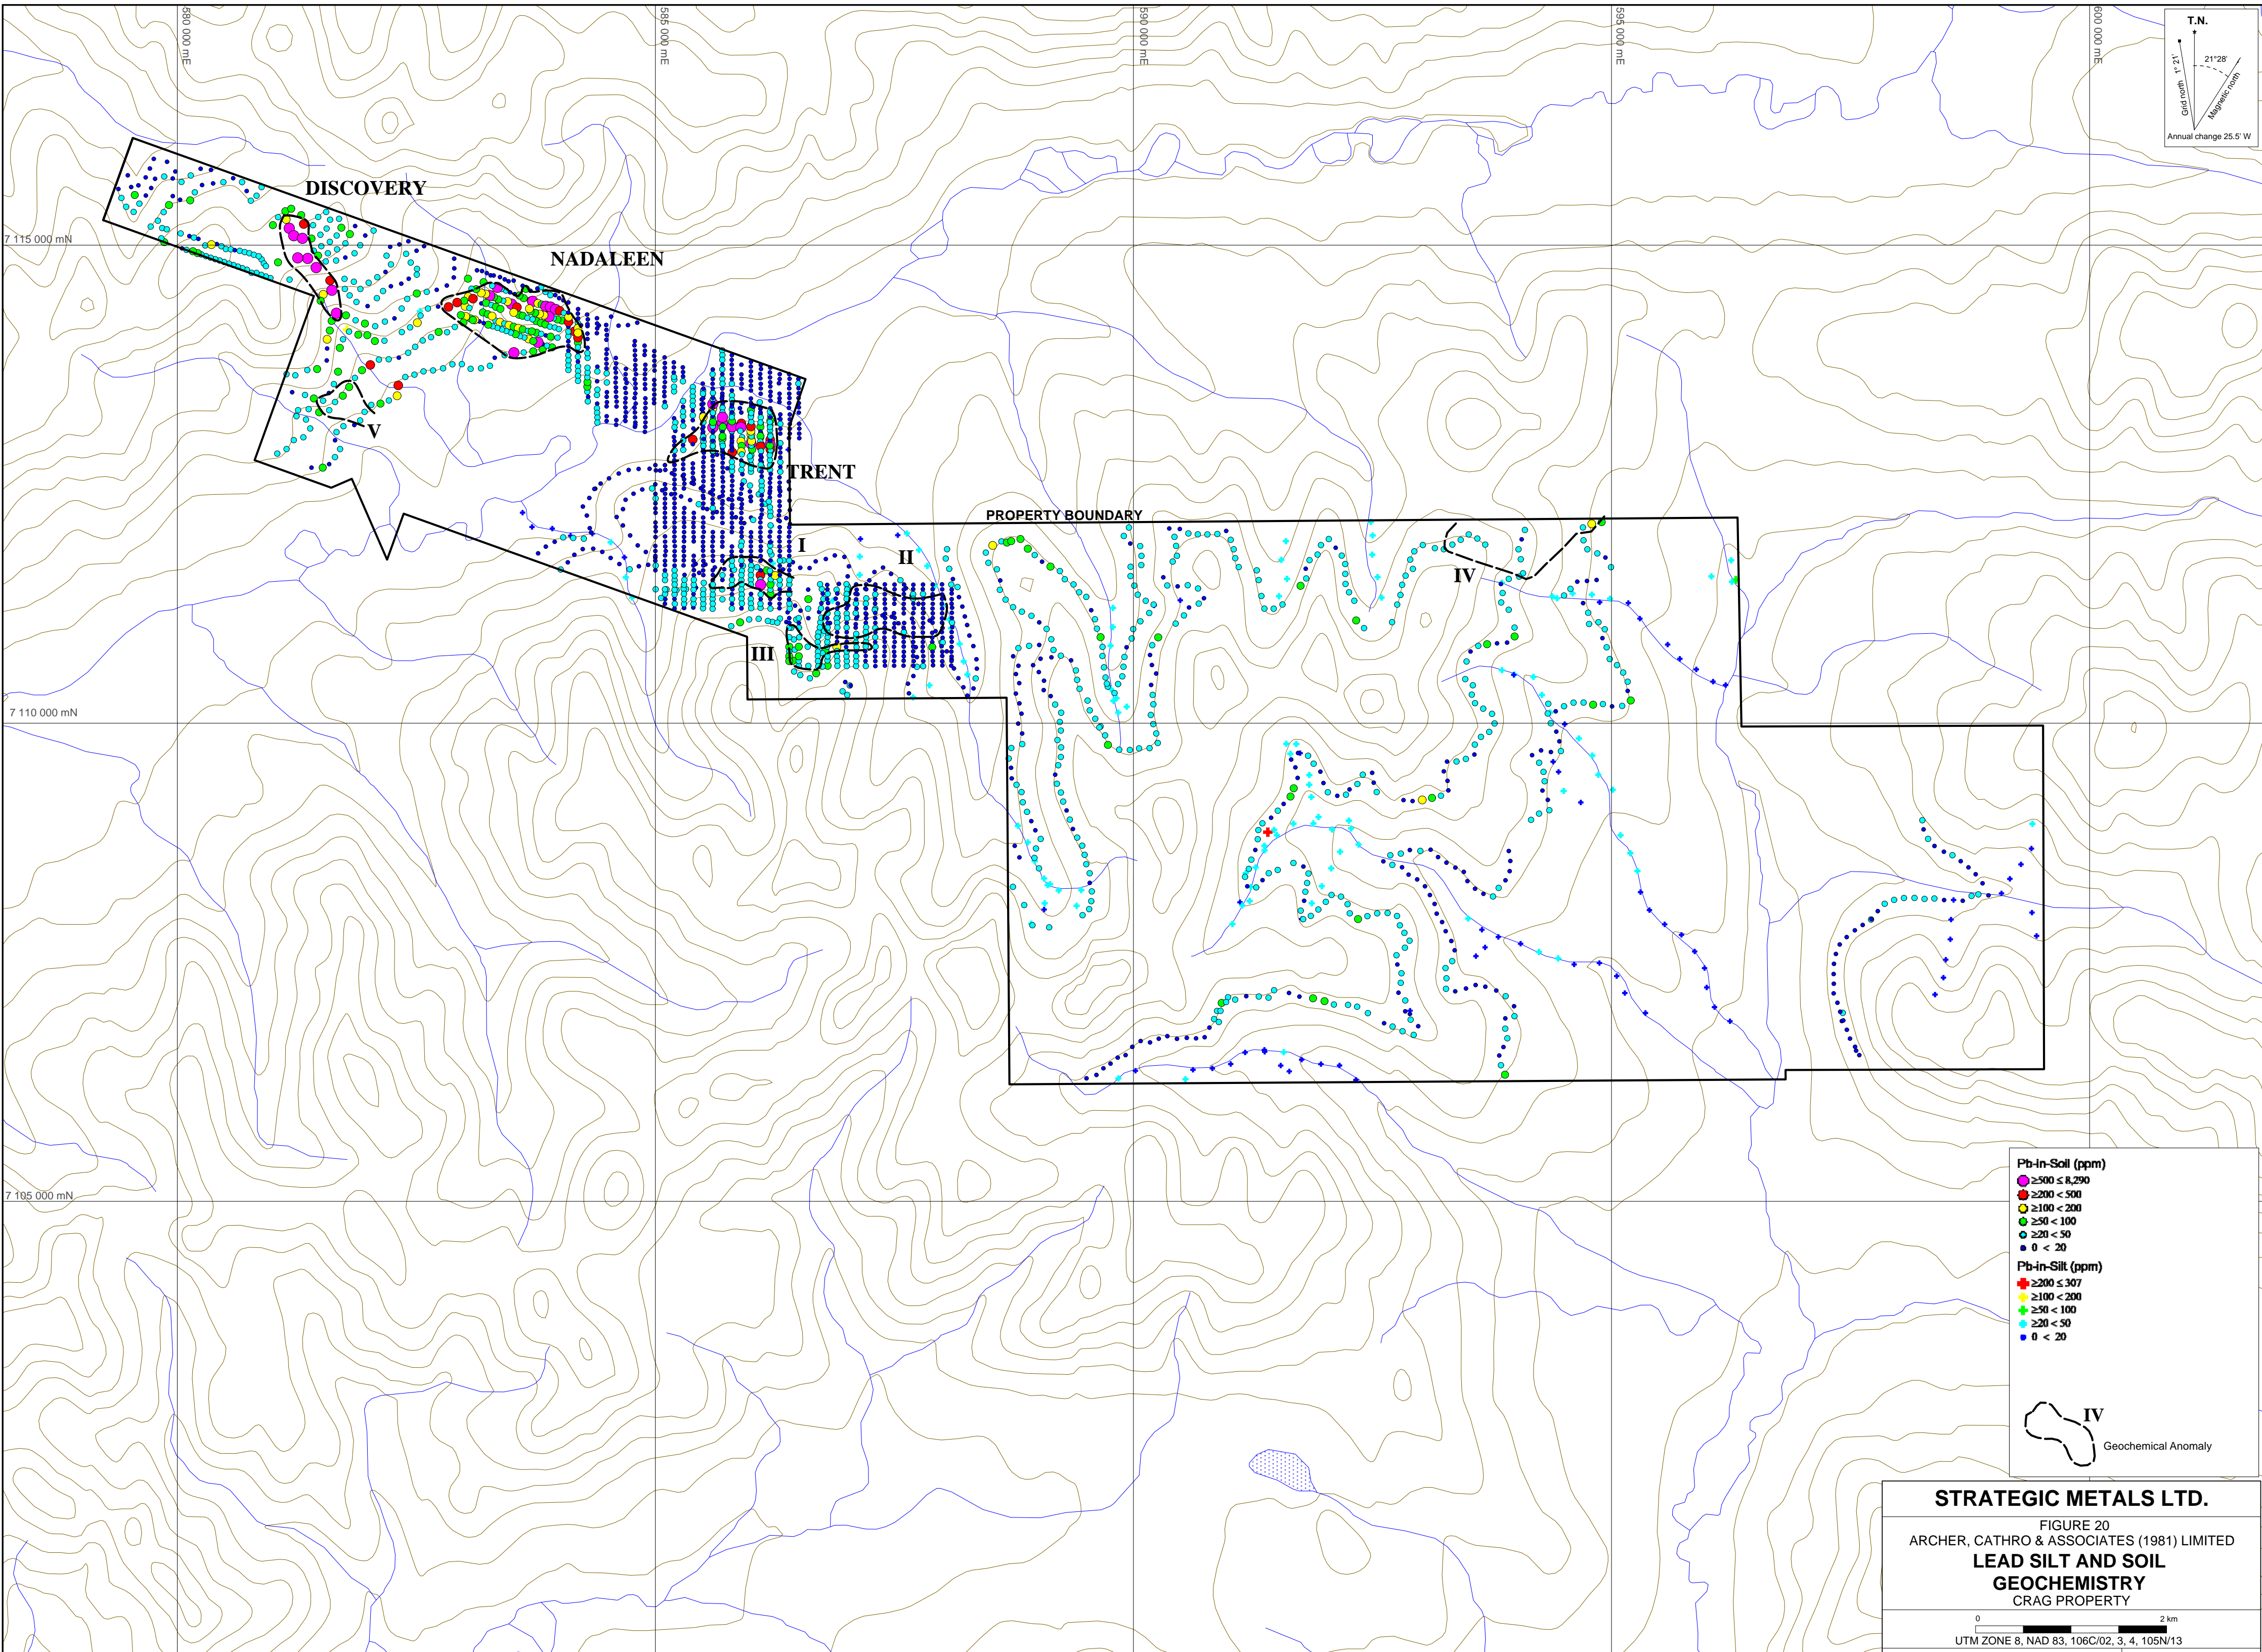 580 000 mE
585 000 mE
590 000 mE
595 000 mE
600 000 mE
T.N.
21°28'
Grid north 1° 21'
Magnetic north
Annual change 25.5' W
DISCOVERY
7 115 000 mN
NADALEEN
V
TRENT
PROPERTY BOUNDARY
I
II
IV
III
7 110 000 mN
7 105 000 mN
Pb-in-Soil (ppm)
≥500 ≤ 8,290
≥200 < 500
≥100 < 200
≥50 < 100
≥20 < 50
0 < 20
Pb-in-Silt (ppm)
≥200 ≤ 307
≥100 < 200
≥50 < 100
≥20 < 50
0 < 20
IV
Geochemical Anomaly
STRATEGIC METALS LTD.
FIGURE 20
ARCHER, CATHRO & ASSOCIATES (1981) LIMITED
LEAD SILT AND SOIL
GEOCHEMISTRY
CRAG PROPERTY
0 2 km
UTM ZONE 8, NAD 83, 106C/02, 3, 4, 105N/13